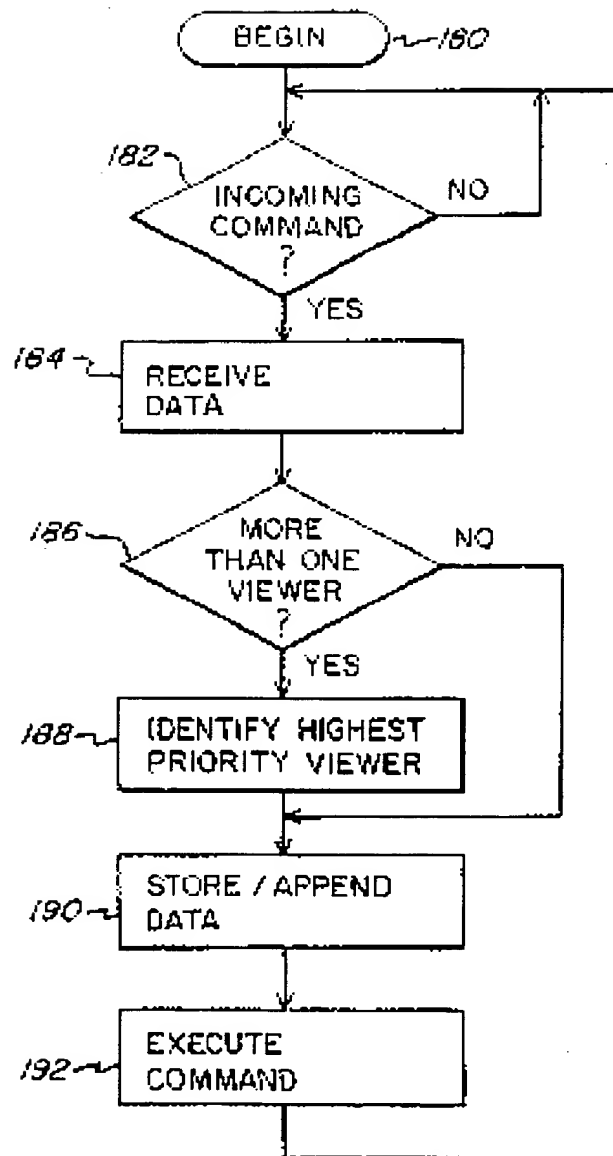 BEGIN
180
182
INCOMING
COMMAND
?
NO
YES
184
RECEIVE
DATA
186
MORE
THAN ONE
VIEWER
?
NO
YES
188
IDENTIFY HIGHEST
PRIORITY VIEWER
190
STORE / APPEND
DATA
192
EXECUTE
COMMAND